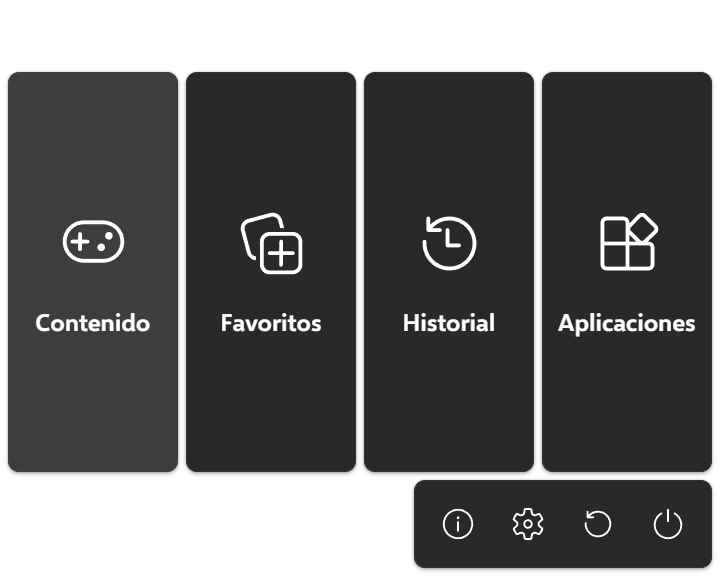 Contenido
Favoritos
Historial
Aplicaciones